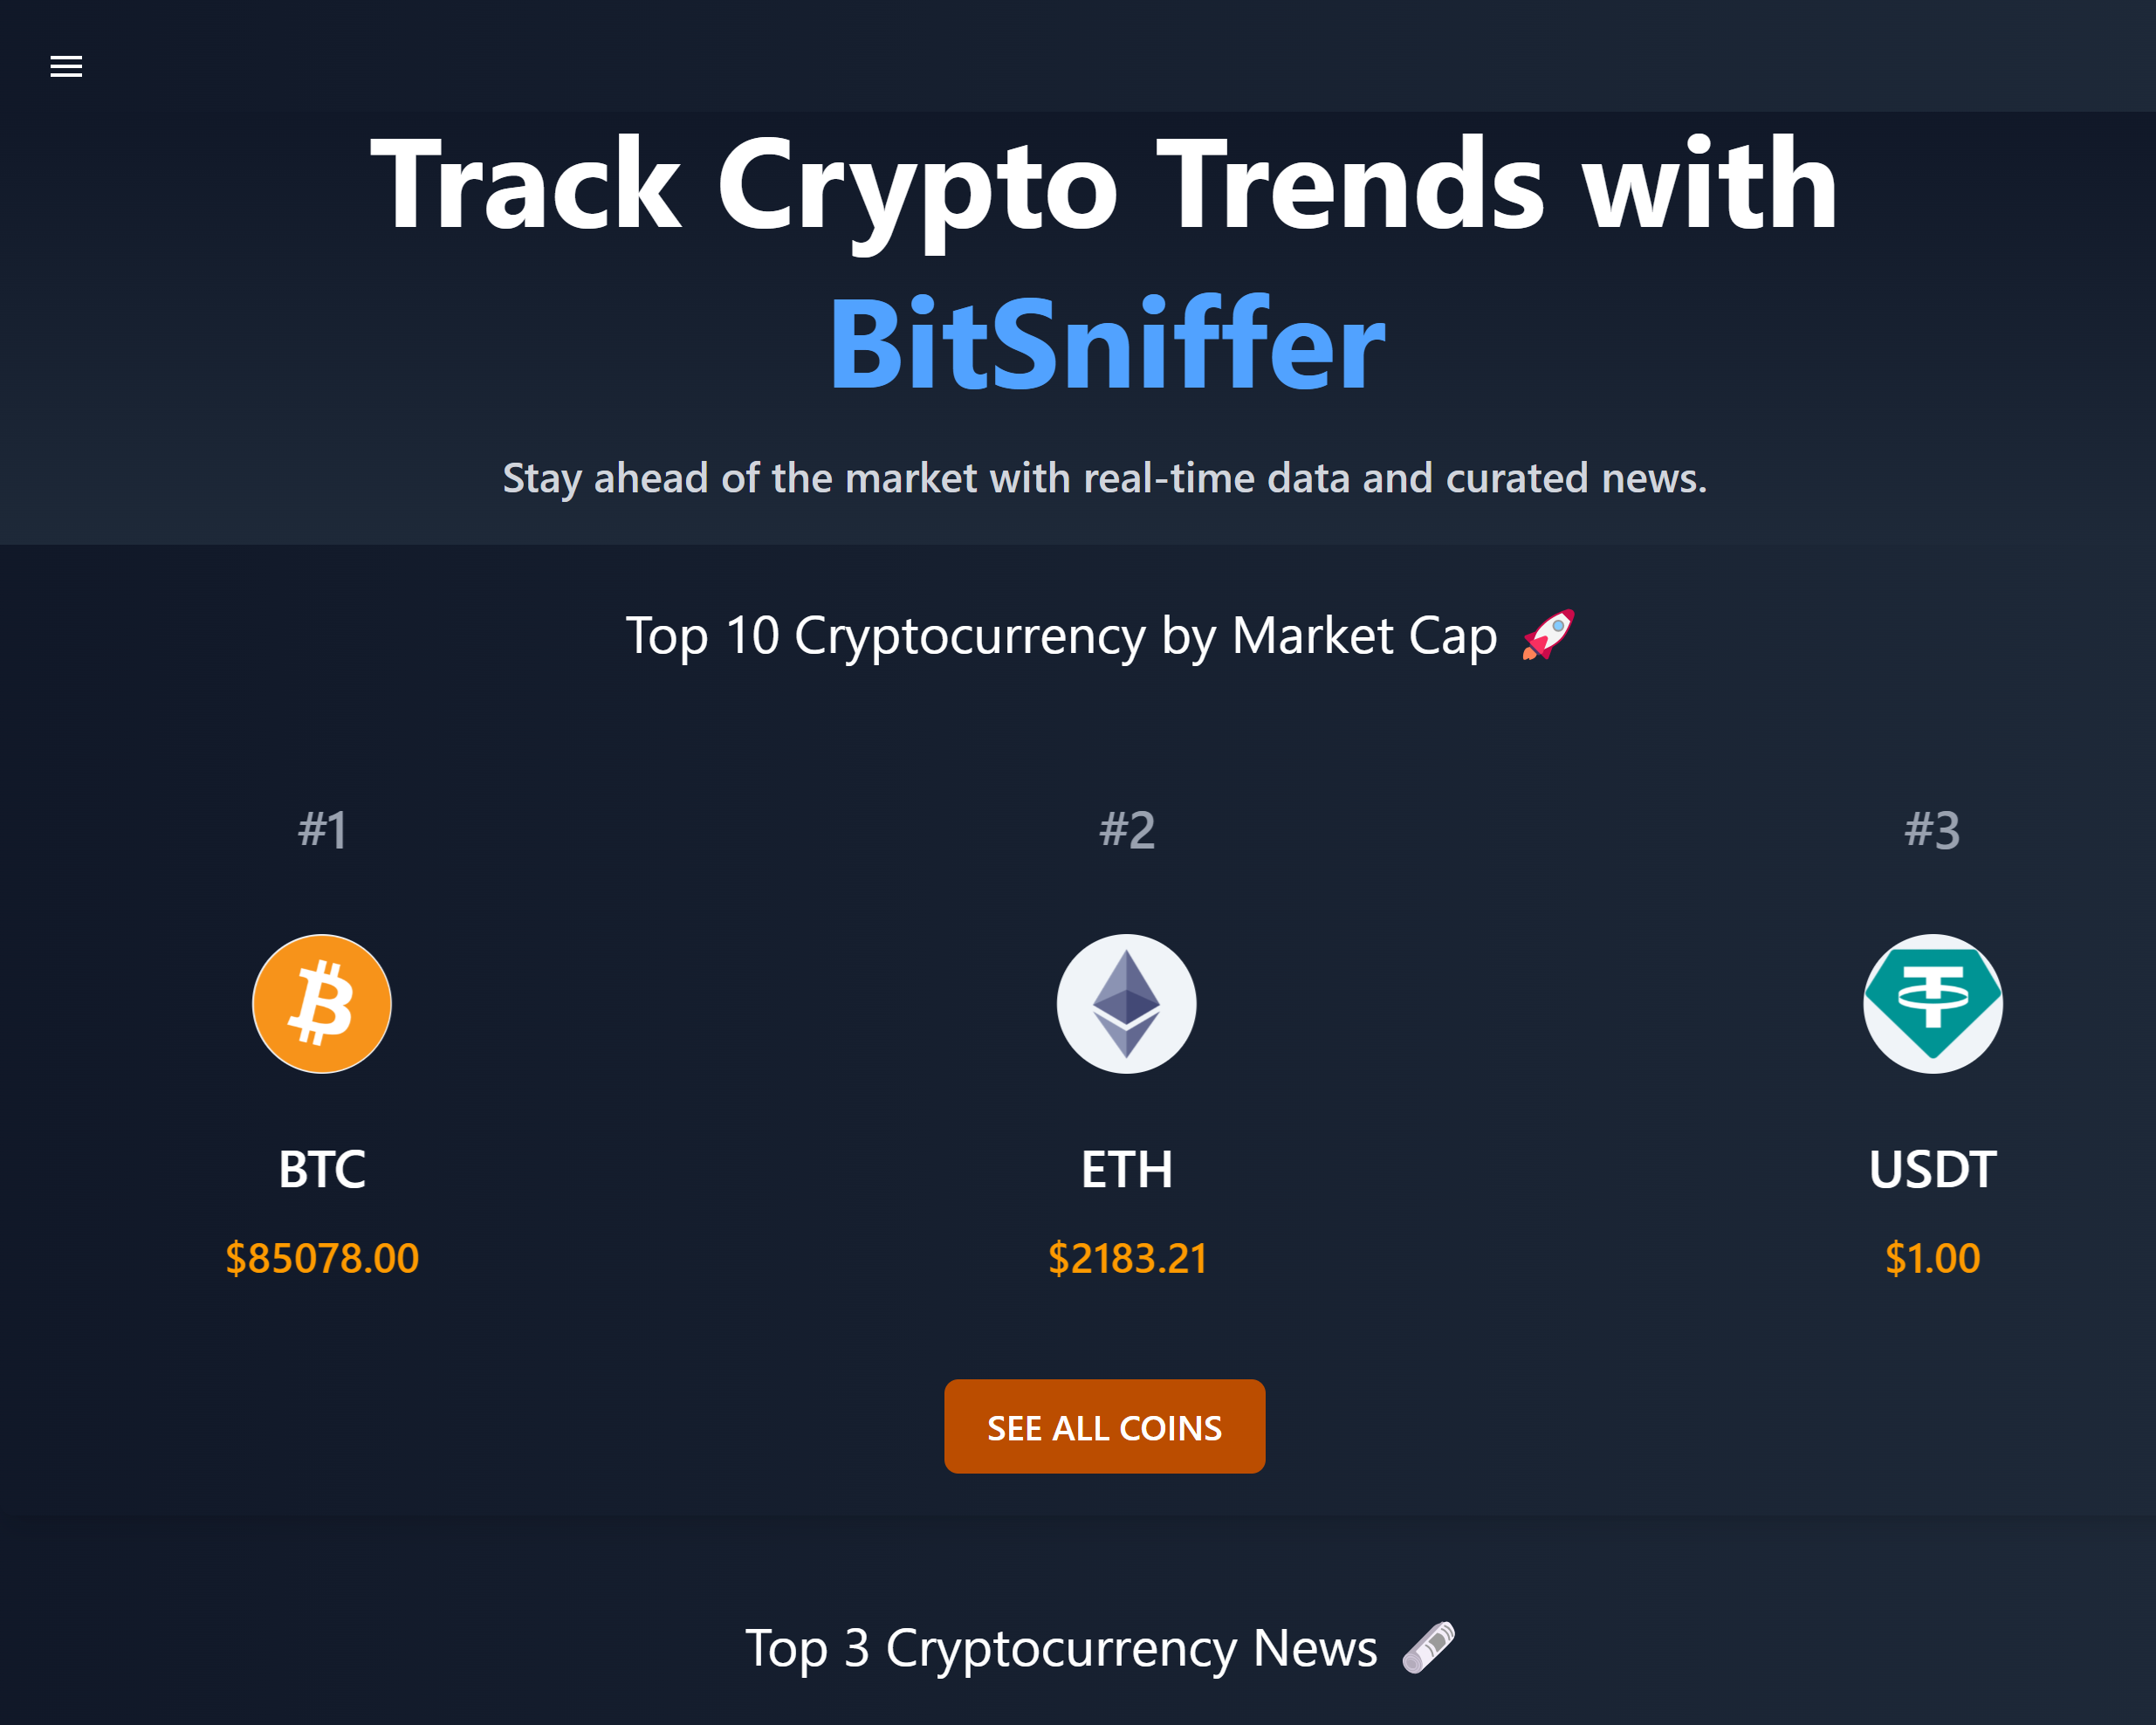 Track Crypto Trends with
BitSniffer
Stay ahead of the market with real-time data and curated news.
Top 10 Cryptocurrency by Market Cap 🚀
#1
#2
#3
BTC
ETH
USDT
$85078.00
$2183.21
$1.00
SEE ALL COINS
Top 3 Cryptocurrency News 🗞️